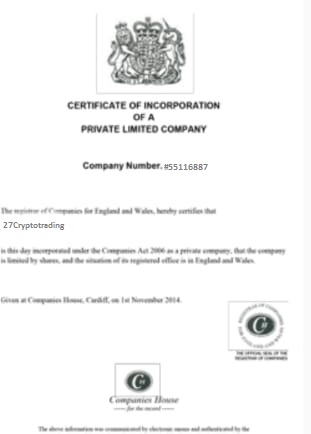 CERTIFICATE OF INCORPORATION
OF A
PRIVATE LIMITED COMPANY
Company Number. #55116887
The registrar of Companies for England and Wales, hereby certifies that
27Cryptotrading
is this day incorporated under the Companies Act 2006 as a private company, that the company
is limited by shares, and the situation of its registered office is in England and Wales.
Given at Companies House, Cardiff, on 1st November 2014.
THE OFFICIAL SEAL OF THE
REGISTRAR OF COMPANIES
Companies House
for the record
The above information was communicated by electronic means and authenticated by the